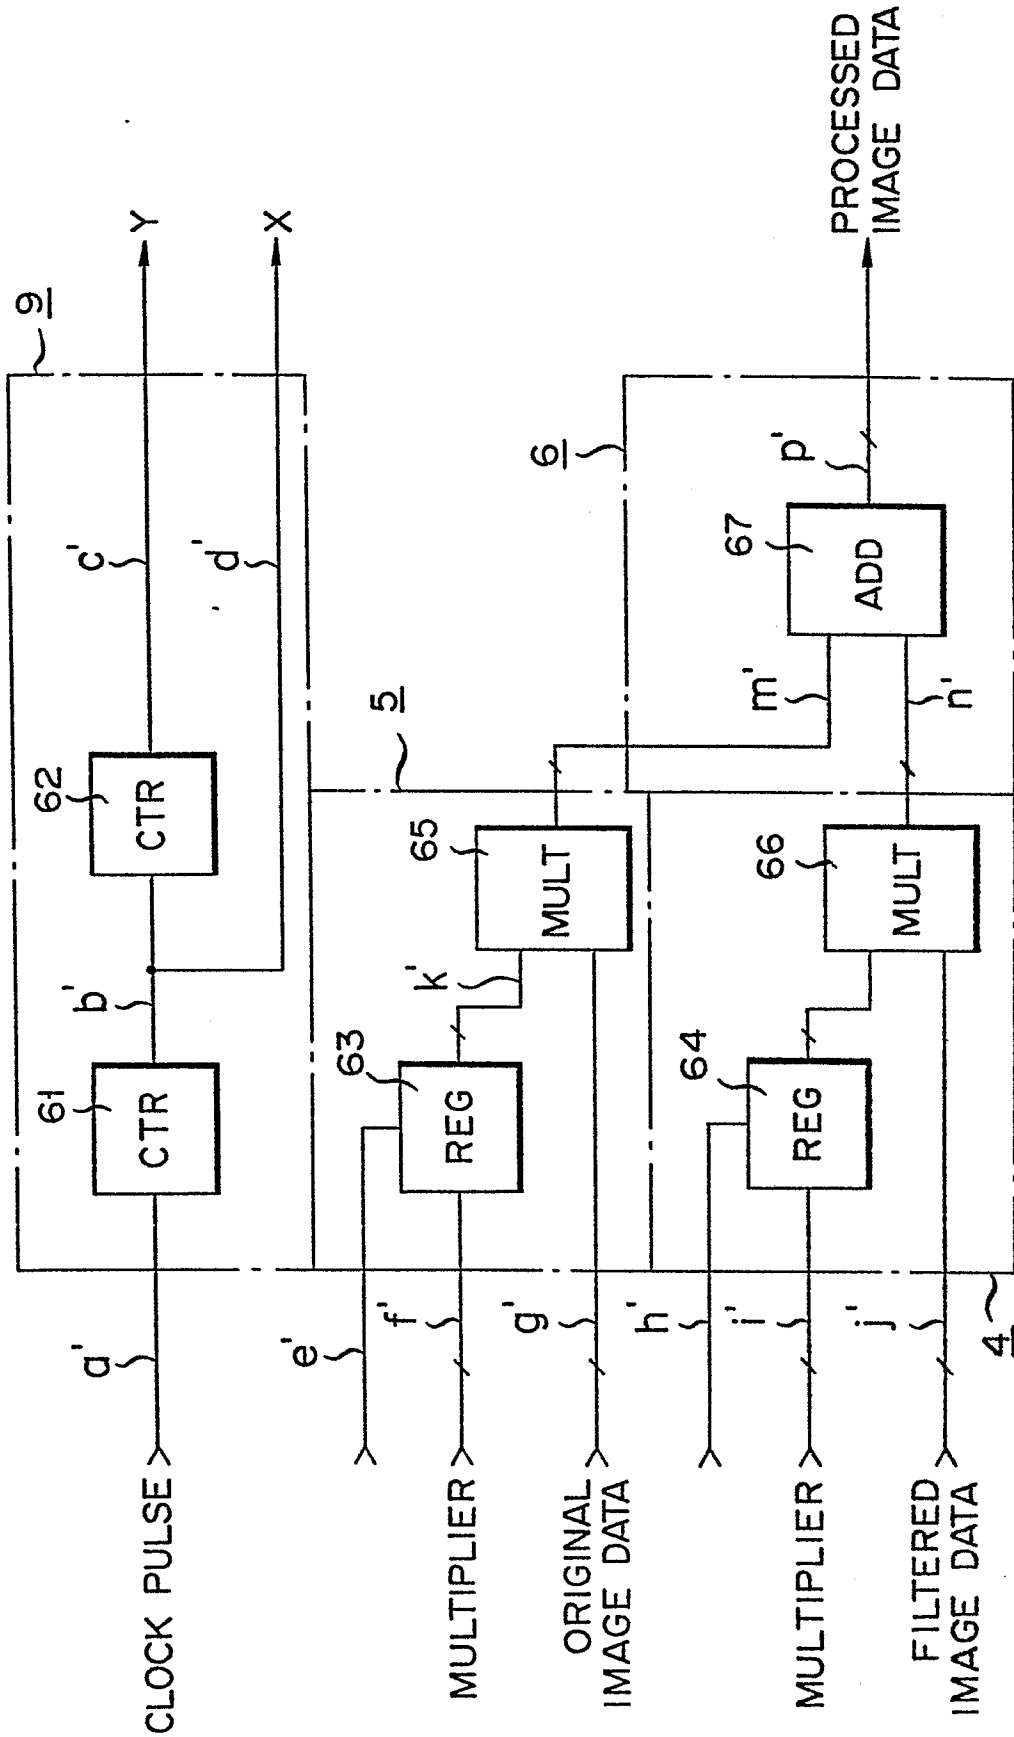 CLOCK PULSE
a'
61
CTR
b'
62
CTR
c'
d'
9
Y
X
MULTIPLIER
e'
f'
63
REG
k'
65
MULT
5
ORIGINAL
IMAGE DATA
g'
MULTIPLIER
h'
i'
64
REG
66
MULT
FILTERED
IMAGE DATA
j'
4
m'
n'
67
ADD
6
p'
PROCESSED
IMAGE DATA